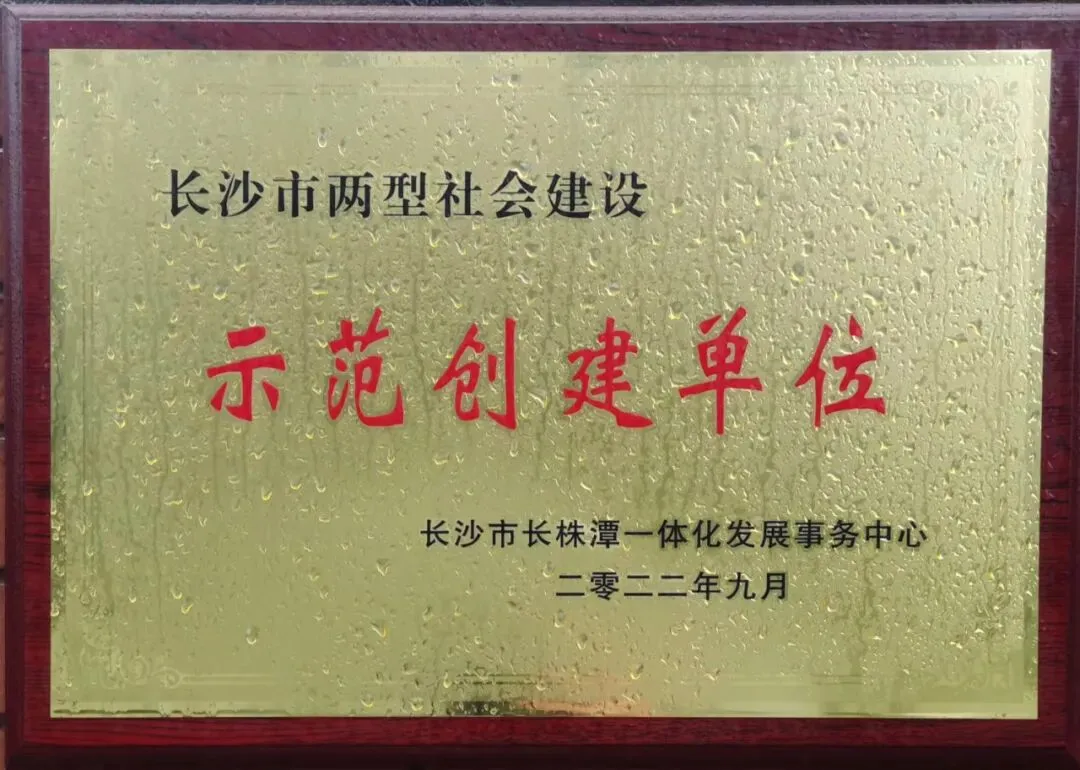 长沙市两型社会建设
示范创建单位
长沙市长株潭一体化发展事务中心
二零二二年九月